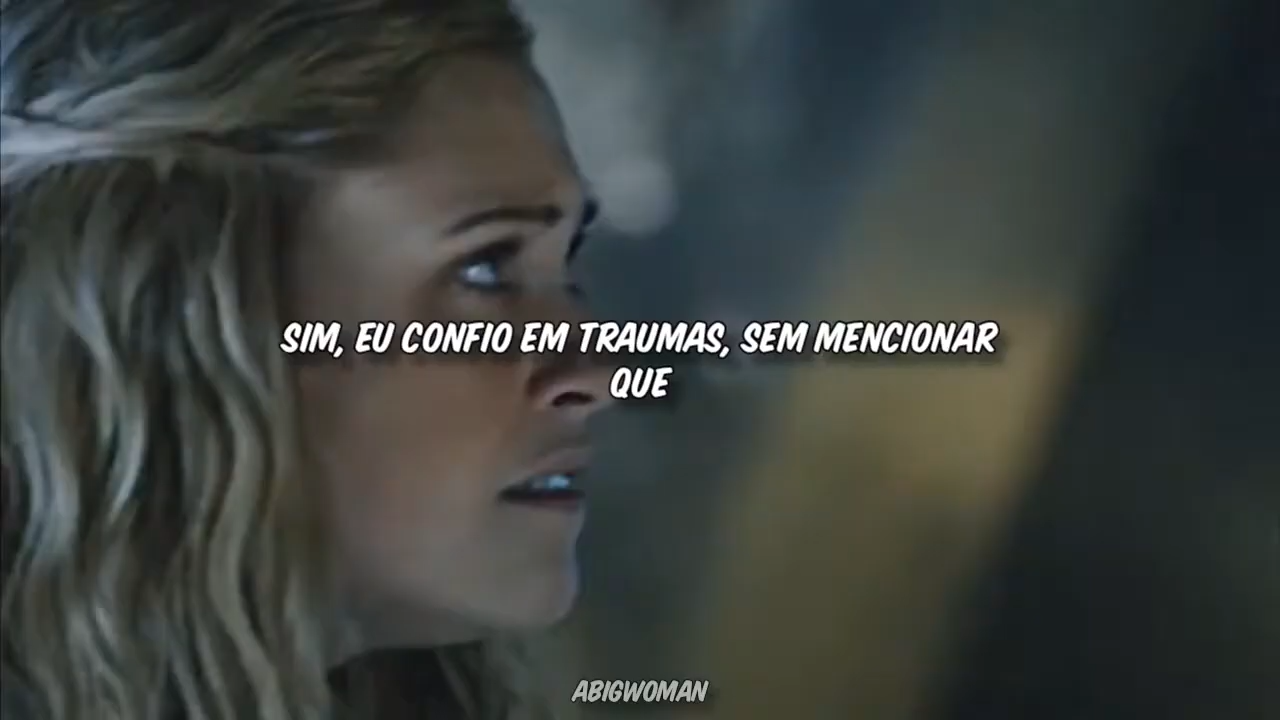 SIM, EU CONFIO EM TRAUMAS, SEM MENCIONAR
QUE
ABIGWOMAN